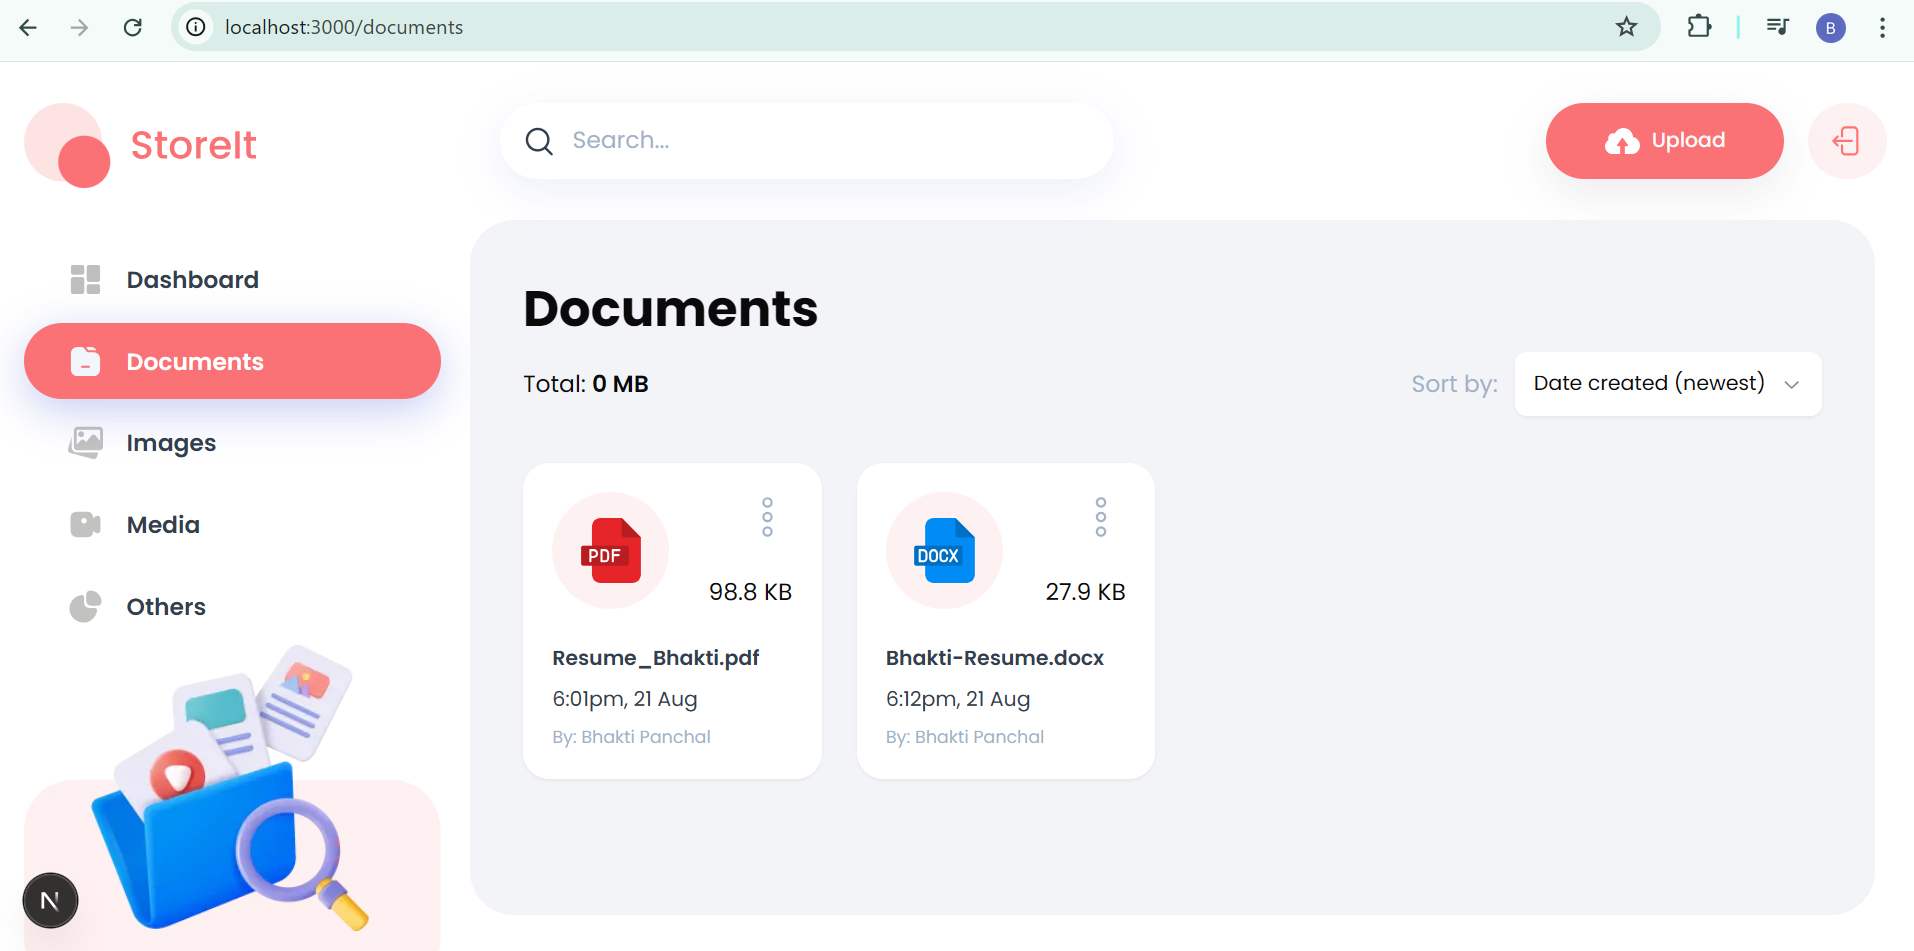 localhost:3000/documents
B
StoreIt
Search...
Upload
Dashboard
Documents
Images
Media
Others
N
Documents
Total: 0 MB
Sort by:
Date created (newest)
PDF
98.8 KB
Resume_Bhakti.pdf
6:01pm, 21 Aug
By: Bhakti Panchal
DOCX
27.9 KB
Bhakti-Resume.docx
6:12pm, 21 Aug
By: Bhakti Panchal